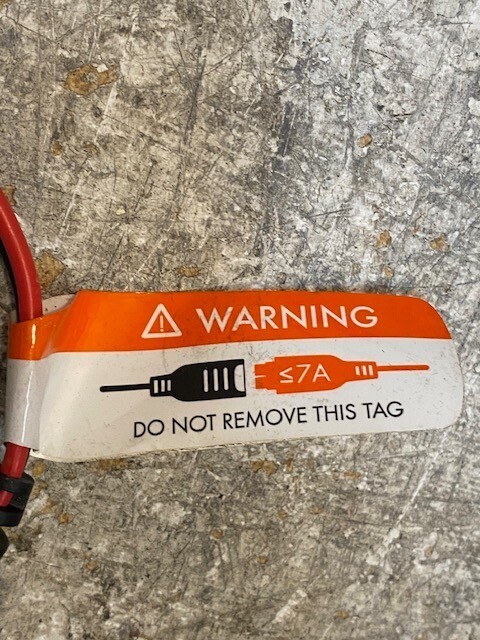 WARNING
≤7A
DO NOT REMOVE THIS TAG